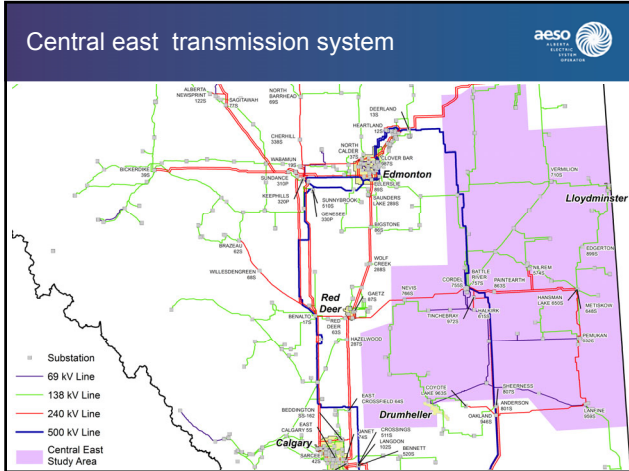 Central east transmission system
aeso
ALBERTA
ELECTRIC
SYSTEM
OPERATOR
ALBERTA
NEWSPRINT
122S
SAGITAWAH
77S
NORTH
BARRHEAD
69S
CHERHILL
338S
DEERLAND
13S
HEARTLAND
12S
NORTH
CALDER
37S
CLOVER BAR
987S
WABAMUN
19S
Edmonton
BICKERDIKE
39S
SUNDANCE
310P
ELLERSLIE
89S
KEEPHILLS
320P
SUNNYBROOK
510S
SAUNDERS
LAKE 289S
GENESEE
330P
BIGSTONE
86S
VERMILION
710S
Lloydminster
BRAZEAU
62S
WOLF
CREEK
288S
EDGERTON
899S
WILLESDENGREEN
68S
GAETZ
87S
NEVIS
766S
BATTLE
RIVER
757S
CORDEL
755S
PAINTEARTH
863S
NILREM
574S
Red
Deer
HANSMAN
LAKE 650S
METISKOW
648S
BENALTO
17S
RED
DEER
63S
TINCHEBRAY
972S
HALKIRK
615S
HAZELWOOD
287S
PEMUKAN
Substation
69 kV Line
138 kV Line
240 kV Line
500 kV Line
Central East
Study Area
COYOTE
LAKE 963S
SHEERNESS
807S
EAST
CROSSFIELD 64S
ANDERSON
801S
BEDDINGTON
SS-162
Drumheller
OAKLAND
946S
LANFINE
959S
EAST
CALGARY 5S
JANET
74S
CROSSINGS
511S
LANGDON
102S
Calgary
SARCEE
42S
BENNETT
520S